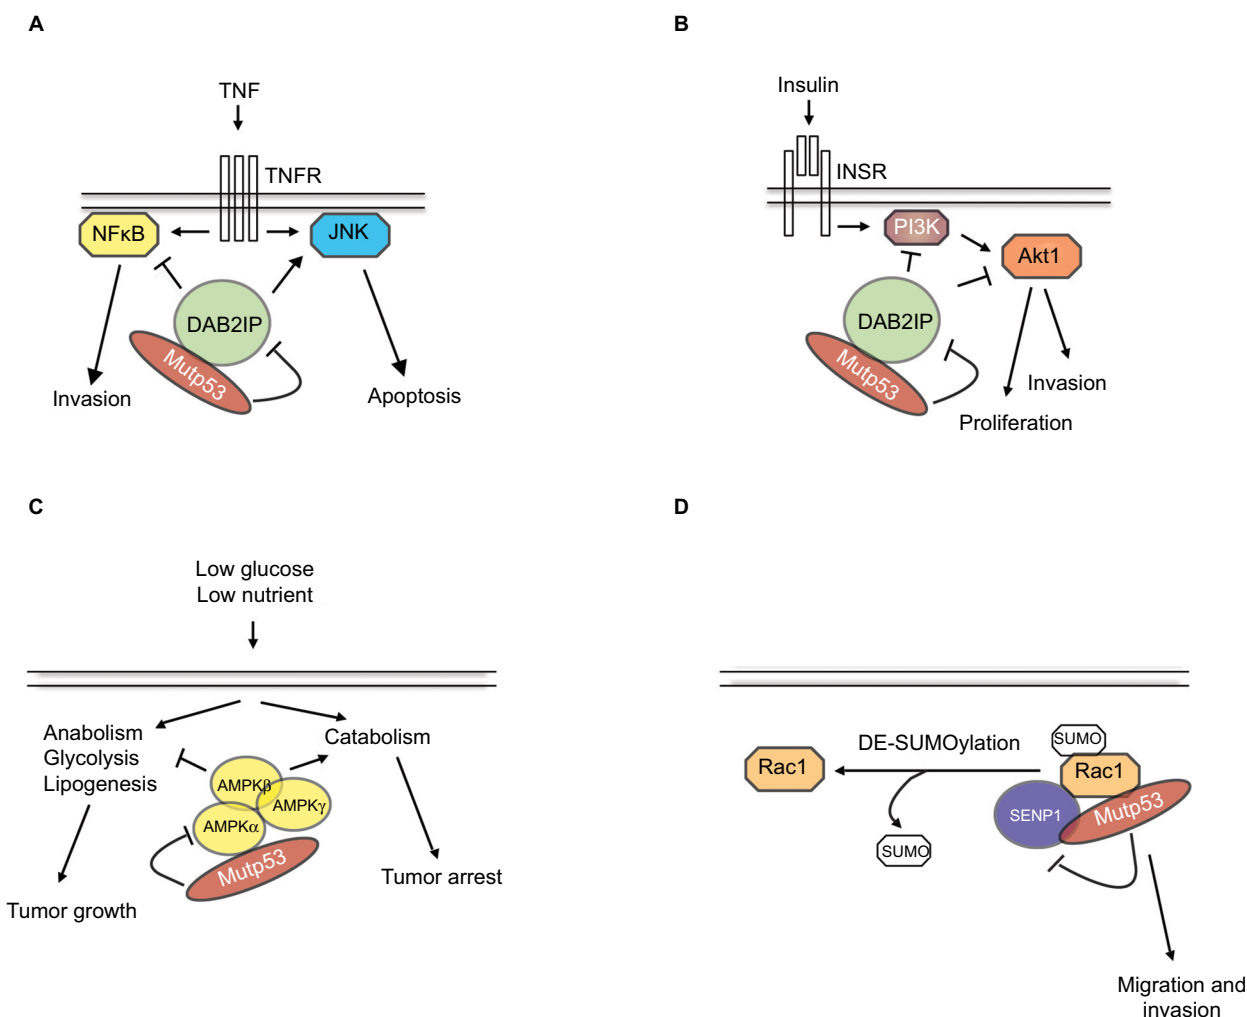 A
TNF
TNFR
NFκB
JNK
DAB2IP
Mutp53
Invasion
Apoptosis
B
Insulin
INSR
PI3K
Akt1
DAB2IP
Mutp53
Invasion
Proliferation
C
Low glucose
Low nutrient
Anabolism
Glycolysis
Lipogenesis
Catabolism
AMPKβ
AMPKγ
AMPKα
Mutp53
Tumor arrest
Tumor growth
D
SUMO
DE-SUMOylation
Rac1
Rac1
SENP1
Mutp53
SUMO
Migration and
invasion